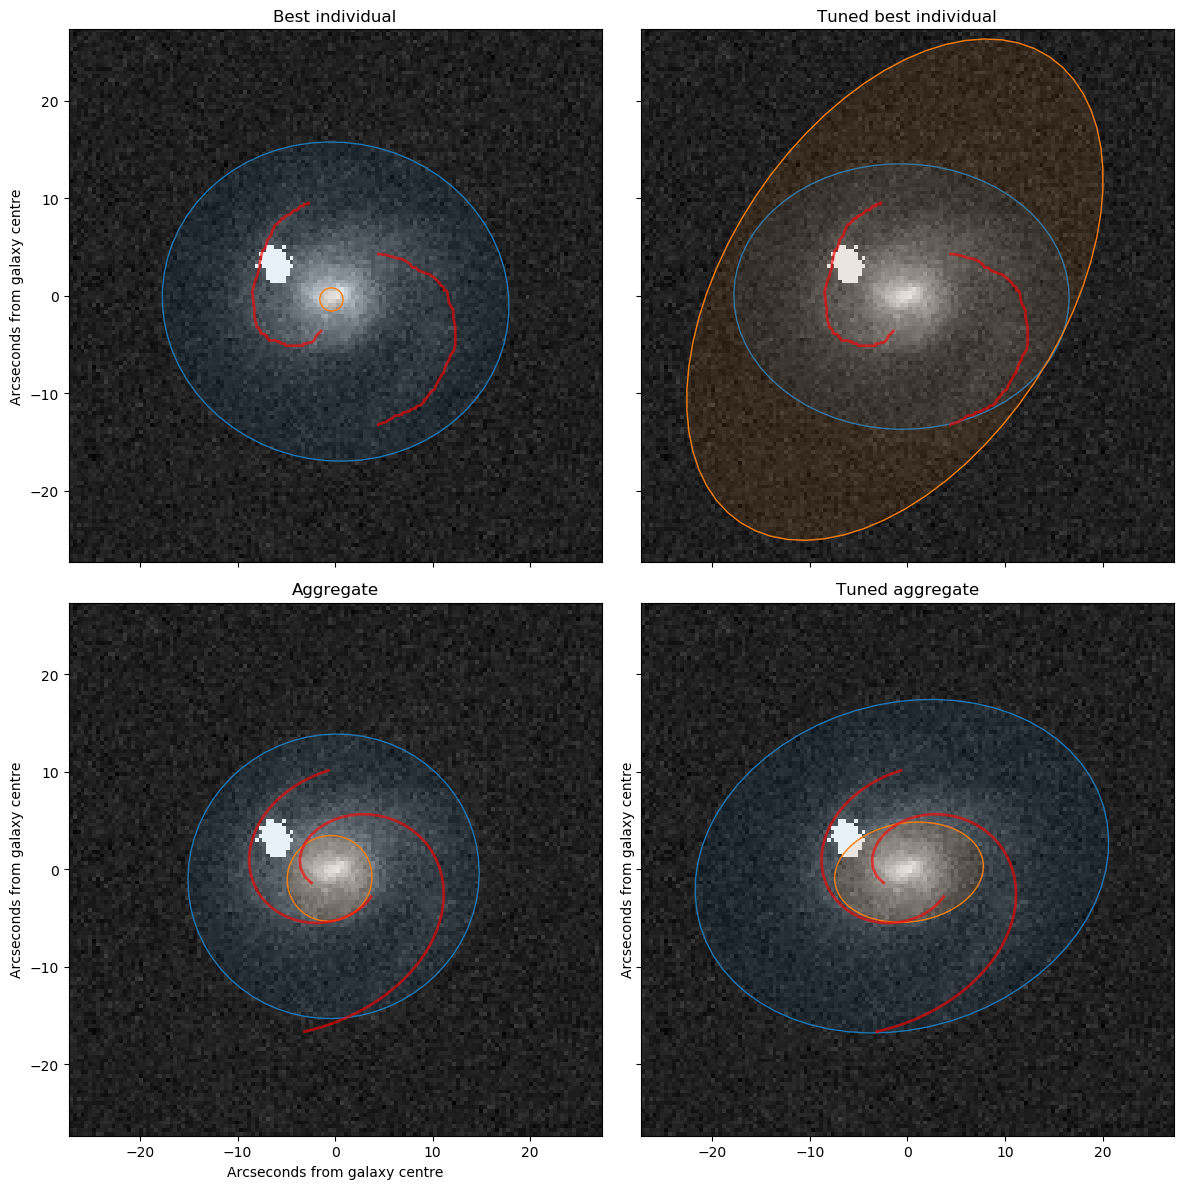 Best individual
Tuned best individual
Arcseconds from galaxy centre
20
10
0
−10
−20
Aggregate
Tuned aggregate
Arcseconds from galaxy centre
20
10
0
−10
−20
Arcseconds from galaxy centre
−20 −10 0 10 20
−20 −10 0 10 20
Arcseconds from galaxy centre